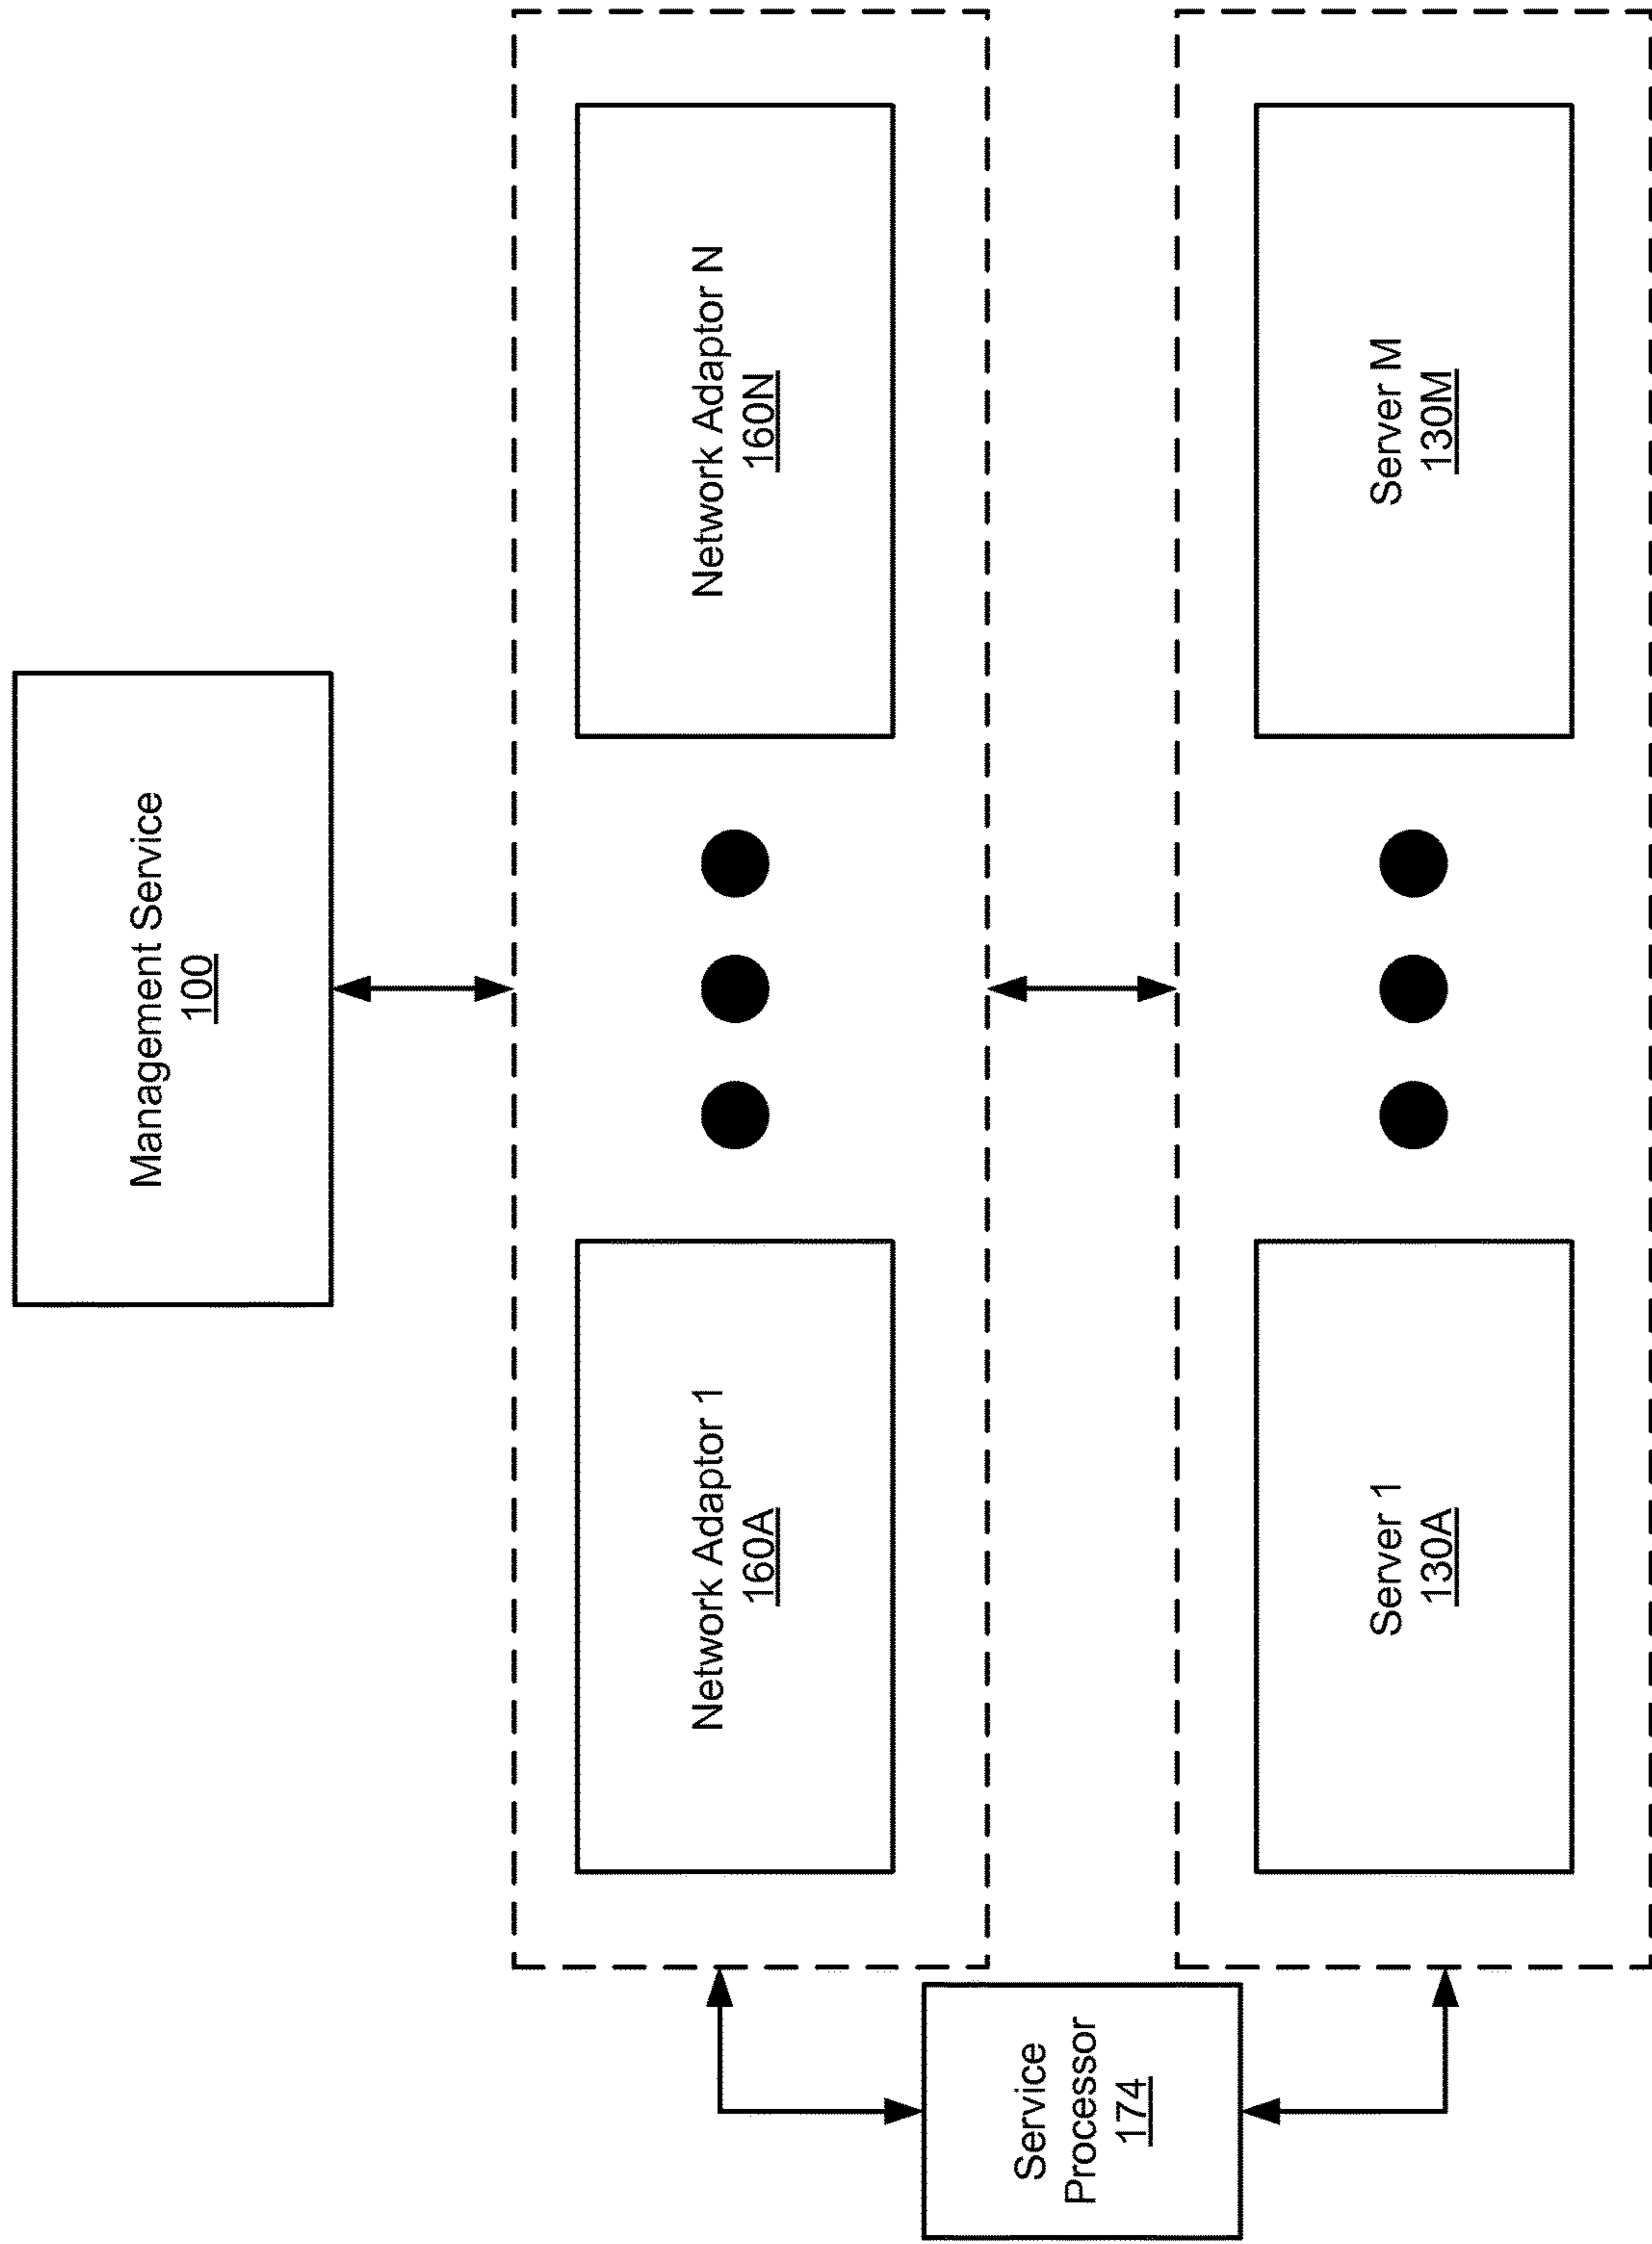 Management Service
100
Network Adaptor 1
160A
Network Adaptor N
160N
Service
Processor
174
Server 1
130A
Server M
130M